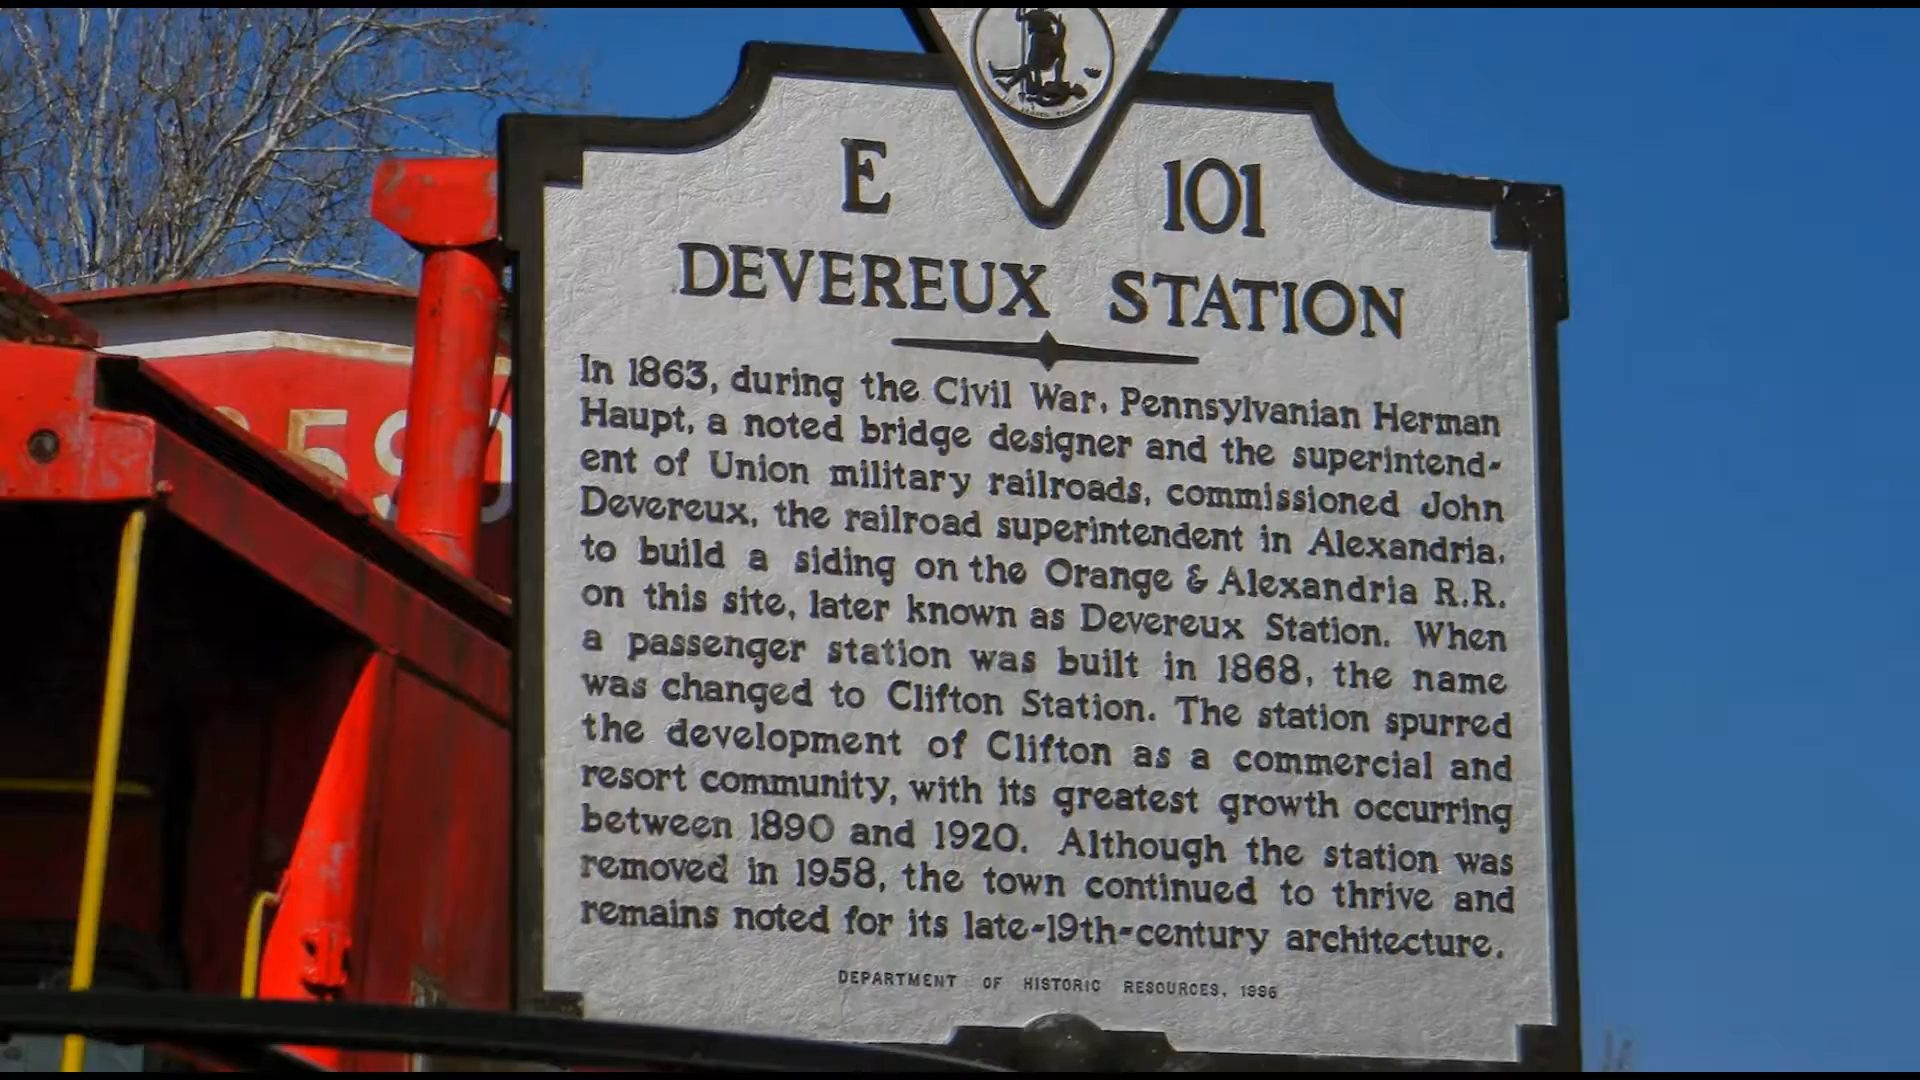 E 101
DEVEREUX STATION
In 1863, during the Civil War, Pennsylvanian Herman
Haupt, a noted bridge designer and the superintend-
ent of Union military railroads, commissioned John
Devereux, the railroad superintendent in Alexandria,
to build a siding on the Orange & Alexandria R.R.
on this site, later known as Devereux Station. When
a passenger station was built in 1868, the name
was changed to Clifton Station. The station spurred
the development of Clifton as a commercial and
resort community, with its greatest growth occurring
between 1890 and 1920. Although the station was
removed in 1958, the town continued to thrive and
remains noted for its late-19th-century architecture.
DEPARTMENT OF HISTORIC RESOURCES, 1996